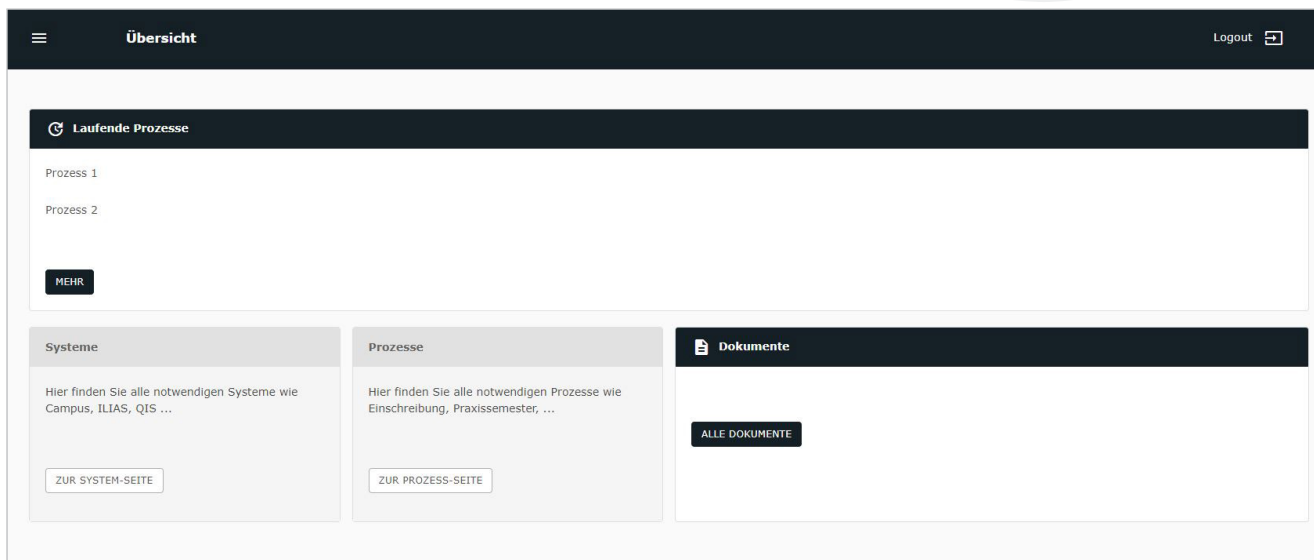 Übersicht
Logout
Laufende Prozesse
Prozess 1
Prozess 2
MEHR
Systeme
Hier finden Sie alle notwendigen Systeme wie
Campus, ILIAS, QIS ...
ZUR SYSTEM-SEITE
Prozesse
Hier finden Sie alle notwendigen Prozesse wie
Einschreibung, Praxissemester, ...
ZUR PROZESS-SEITE
Dokumente
ALLE DOKUMENTE